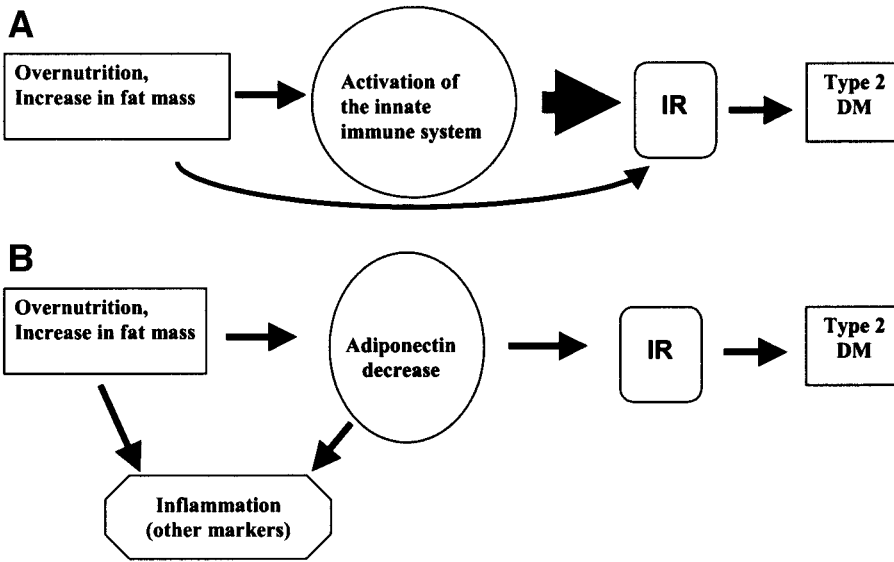 A
Overnutrition,
Increase in fat mass
Activation of
the innate
immune system
IR
Type 2
DM
B
Overnutrition,
Increase in fat mass
Adiponectin
decrease
IR
Type 2
DM
Inflammation
(other markers)